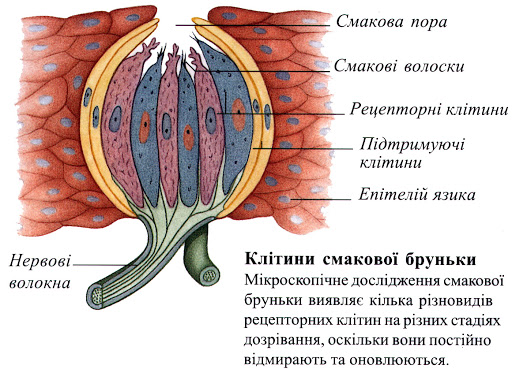 Смакова пора
Смакові волоски
Рецепторні клітини
Підтримуючі
клітини
Епітелій язика
Нервові
волокна
Клітини смакової бруньки
Мікроскопічне дослідження смакової
бруньки виявляє кілька різновидів
рецепторних клітин на різних стадіях
дозрівання, оскільки вони постійно
відмирають та оновлюються.